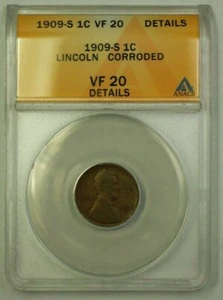 1909-S 1C VF 20 DETAILS
1909-S 1C
LINCOLN CORRODED
VF 20
DETAILS
ANACS